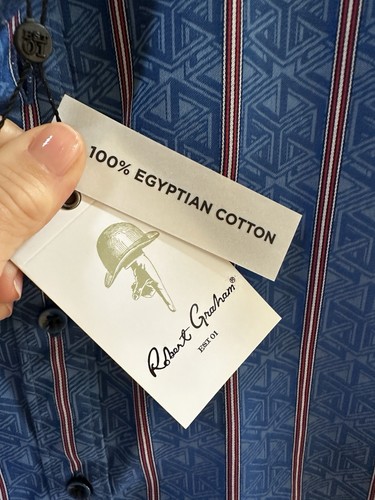 100% EGYPTIAN COTTON
Robert Graham®
EST 01